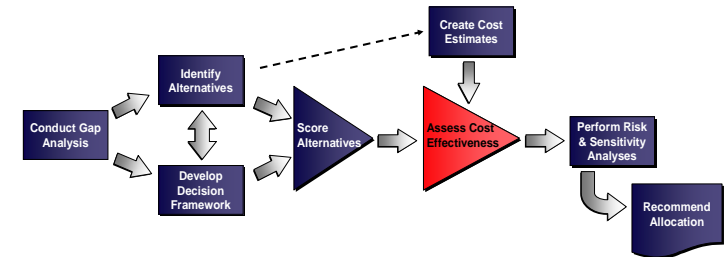 Create Cost
Estimates
Identify
Alternatives
Conduct Gap
Analysis
Score
Alternatives
Assess Cost
Effectiveness
Perform Risk
& Sensitivity
Analyses
Develop
Decision
Framework
Recommend
Allocation